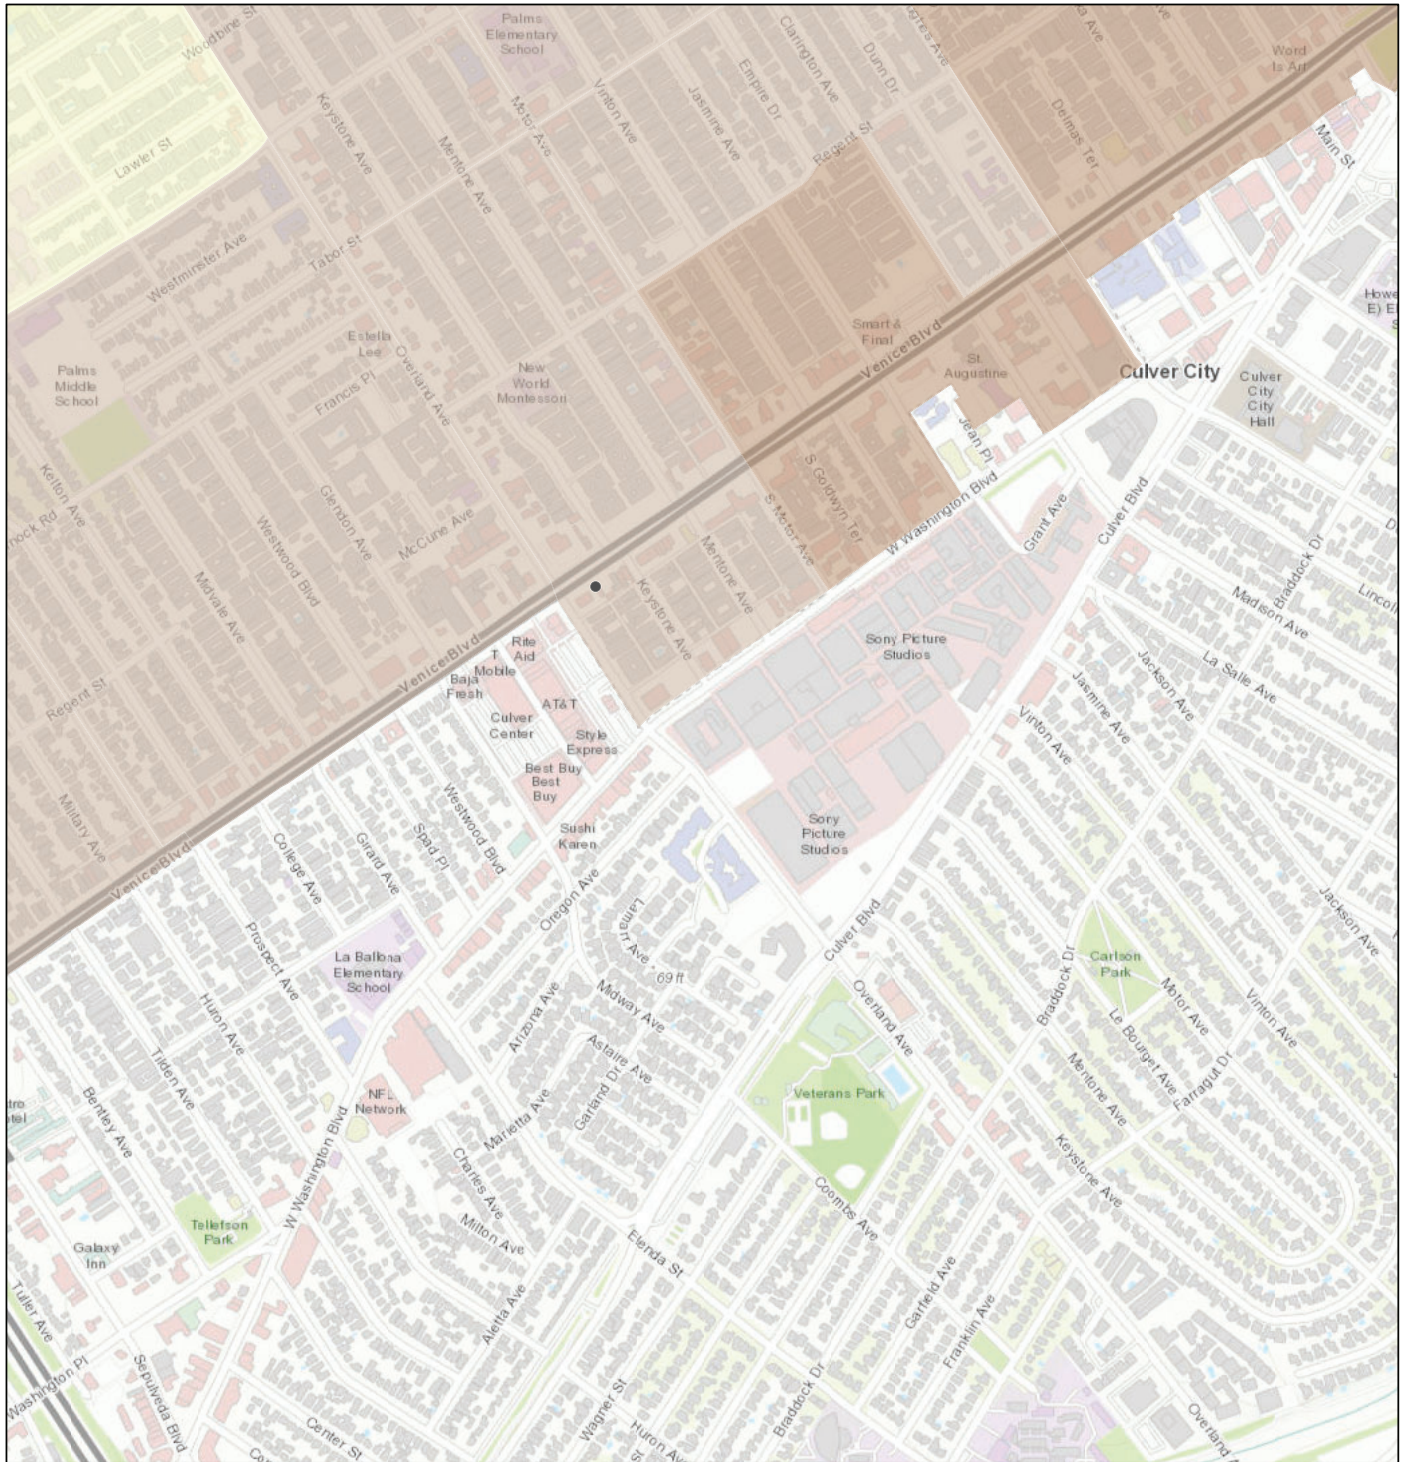 Woodbine St
Palms
Elementary
School
Clarington Ave
Dunn Dr
Word
Is Art
Empire Dr
Vinton Ave
Jasmine Ave
Motor Ave
Keystone Ave
Mentone Ave
Delmas Ter
Main St
Regent St
Lawler St
Westminster Ave
Tabor St
Estella
Lee
Overland Ave
Francis Pl
New
World
Montessori
Palms
Middle
School
Smart &
Final
Venice Blvd
St.
Augustine
Culver City
Culver
City
City
Hall
Jean Pl
S Goldwyn Ter
S Motor Ave
W Washington Blvd
Grant Ave
Culver Blvd
Kelton Ave
Glendon Ave
McCune Ave
Westwood Blvd
Midvale Ave
Mentone Ave
Keystone Ave
Braddock Dr
Madison Ave
La Salle Ave
Jackson Ave
Jasmine Ave
Vinton Ave
Sony Picture
Studios
Rite
Aid
T
Mobile
Baja
Fresh
Venice Blvd
AT&T
Culver
Center
Style
Express
Best Buy
Best
Buy
Regent St
Military Ave
Westwood Blvd
Spad Pl
Girard Ave
College Ave
Venice Blvd
Sushi
Karen
Sony
Picture
Studios
Oregon Ave
Lamarr Ave
69 ft
Culver Blvd
Jackson Ave
Prospect Ave
La Ballona
Elementary
School
Huron Ave
Arizona Ave
Midway Ave
Astaire Ave
Garland Dr
Overland Ave
Braddock Dr
Carlson
Park
Motor Ave
Le Bourget Ave
Vinton Ave
Farragut Dr
Mentone Ave
Keystone Ave
Tilden Ave
Bentley Ave
NFL
Network
Marietta Ave
Veterans Park
W Washington Blvd
Charles Ave
Milton Ave
Coombs Ave
Tellefson
Park
Galaxy
Inn
Elenda St
Aletta Ave
Garfield Ave
Franklin Ave
Tuller Ave
Washington Pl
Sepulveda Blvd
Center St
Wagner St
Huron Ave
Braddock Dr